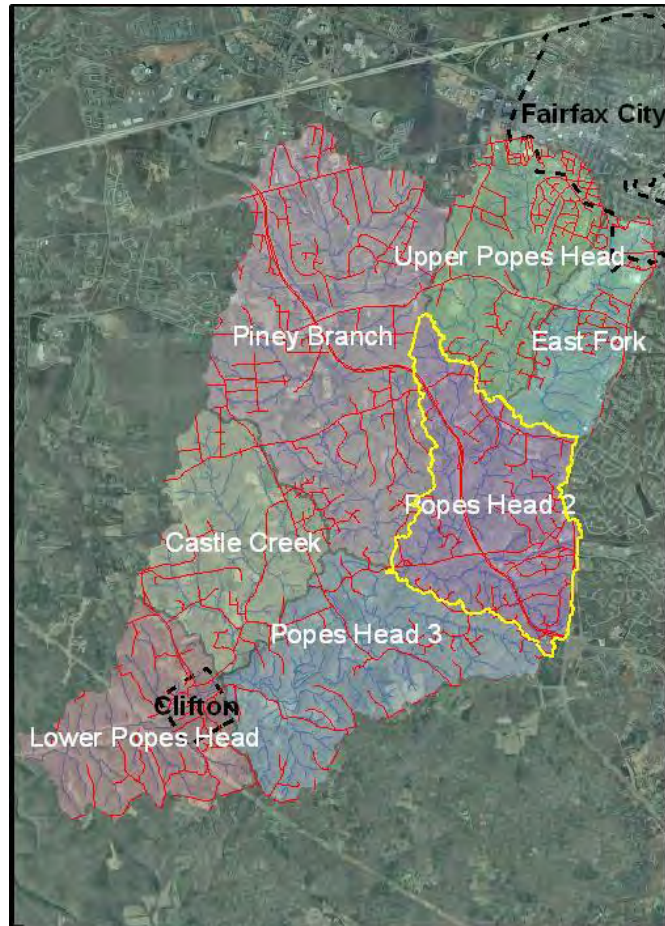 Fairfax City
Upper Popes Head
Piney Branch
East Fork
Popes Head 2
Castle Creek
Popes Head 3
Clifton
Lower Popes Head